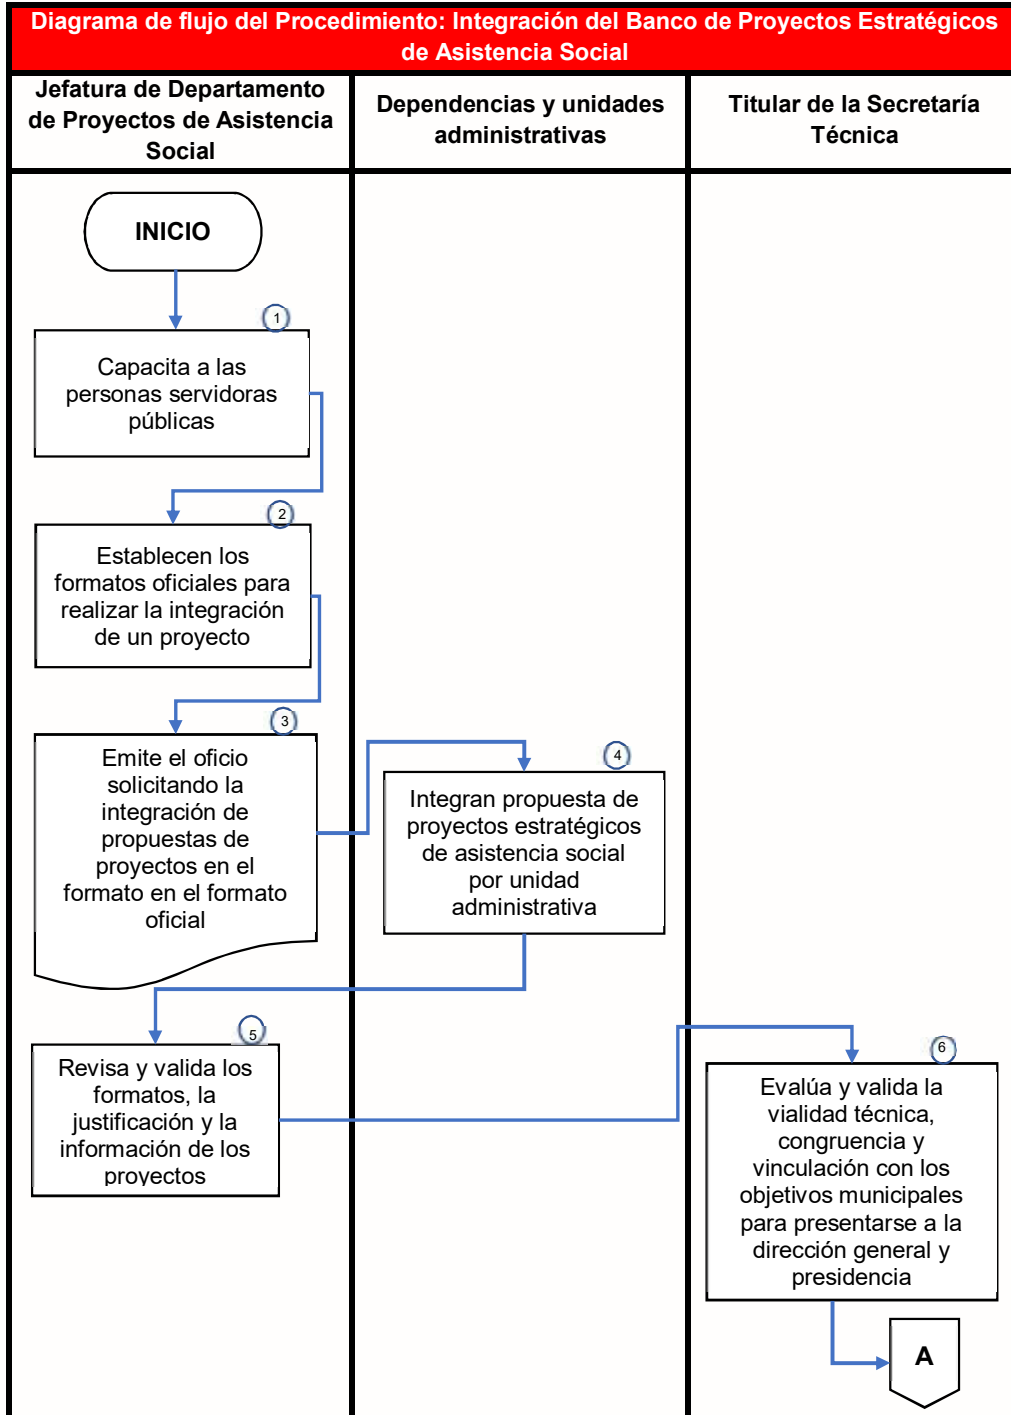 Diagrama de flujo del Procedimiento: Integración del Banco de Proyectos Estratégicos
de Asistencia Social
Jefatura de Departamento
de Proyectos de Asistencia
Social
Dependencias y unidades
administrativas
Titular de la Secretaría
Técnica
INICIO
1
Capacita a las
personas servidoras
públicas
2
Establecen los
formatos oficiales para
realizar la integración
de un proyecto
3
Emite el oficio
solicitando la
integración de
propuestas de
proyectos en el
formato en el formato
oficial
4
Integran propuesta de
proyectos estratégicos
de asistencia social
por unidad
administrativa
5
Revisa y valida los
formatos, la
justificación y la
información de los
proyectos
6
Evalúa y valida la
vialidad técnica,
congruencia y
vinculación con los
objetivos municipales
para presentarse a la
dirección general y
presidencia
A